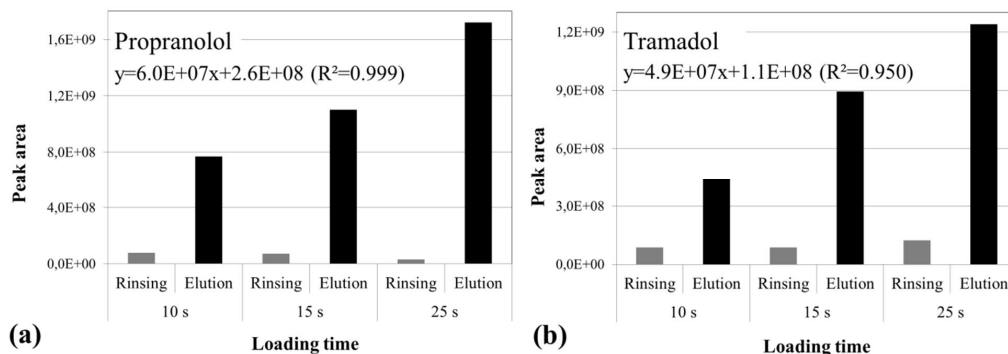 Propranolol
y=6.0E+07x+2.6E+08 (R²=0.999)
Peak area
1,6E+09
1,2E+09
8,0E+08
4,0E+08
0,0E+00
Rinsing Elution Rinsing Elution Rinsing Elution
10 s 15 s 25 s
(a) Loading time
Tramadol
y=4.9E+07x+1.1E+08 (R²=0.950)
Peak area
1,2E+09
9,0E+08
6,0E+08
3,0E+08
0,0E+00
Rinsing Elution Rinsing Elution Rinsing Elution
10 s 15 s 25 s
(b) Loading time